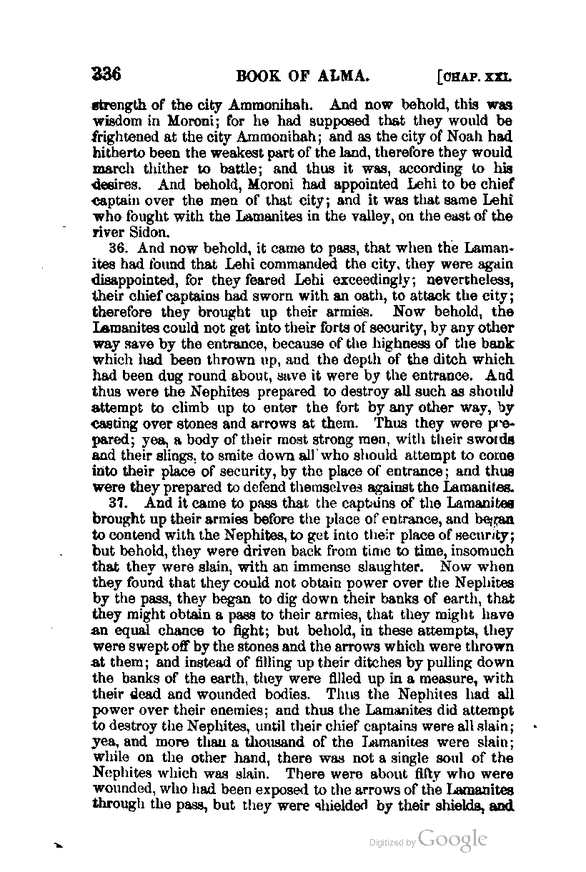 336 BOOK OF ALMA. [CHAP. XXI.
strength of the city Ammonihah. And now behold, this was
wisdom in Moroni; for he had supposed that they would be
frightened at the city Ammonihah; and as the city of Noah had
hitherto been the weakest part of the land, therefore they would
march thither to battle; and thus it was, according to his
desires. And behold, Moroni had appointed Lehi to be chief
captain over the men of that city; and it was that same Lehi
who fought with the Lamanites in the valley, on the east of the
river Sidon.
36. And now behold, it came to pass, that when the Laman-
ites had found that Lehi commanded the city, they were again
disappointed, for they feared Lehi exceedingly; nevertheless,
their chief captains had sworn with an oath, to attack the city;
therefore they brought up their armies. Now behold, the
Lamanites could not get into their forts of security, by any other
way save by the entrance, because of the highness of the bank
which had been thrown up, and the depth of the ditch which
had been dug round about, save it were by the entrance. And
thus were the Nephites prepared to destroy all such as should
attempt to climb up to enter the fort by any other way, by
casting over stones and arrows at them. Thus they were pre-
pared; yea, a body of their most strong men, with their swords
and their slings, to smite down all who should attempt to come
into their place of security, by the place of entrance; and thus
were they prepared to defend themselves against the Lamanites.
37. And it came to pass that the captains of the Lamanites
brought up their armies before the place of entrance, and began
to contend with the Nephites, to get into their place of security;
but behold, they were driven back from time to time, insomuch
that they were slain, with an immense slaughter. Now when
they found that they could not obtain power over the Nephites
by the pass, they began to dig down their banks of earth, that
they might obtain a pass to their armies, that they might have
an equal chance to fight; but behold, in these attempts, they
were swept off by the stones and the arrows which were thrown
at them; and instead of filling up their ditches by pulling down
the banks of the earth, they were filled up in a measure, with
their dead and wounded bodies. Thus the Nephites had all
power over their enemies; and thus the Lamanites did attempt
to destroy the Nephites, until their chief captains were all slain;
yea, and more than a thousand of the Lamanites were slain;
while on the other hand, there was not a single soul of the
Nephites which was slain. There were about fifty who were
wounded, who had been exposed to the arrows of the Lamanites
through the pass, but they were shielded by their shields, and
Digitized by Google